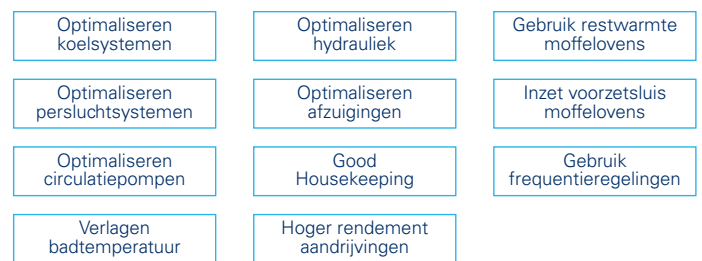 Optimaliseren
koelsystemen
Optimaliseren
hydrauliek
Gebruik restwarmte
moffelovens
Optimaliseren
persluchtsystemen
Optimaliseren
afzuigingen
Inzet voorzetsluis
moffelovens
Optimaliseren
circulatiepompen
Good
Housekeeping
Gebruik
frequentieregelingen
Verlagen
badtemperatuur
Hoger rendement
aandrijvingen